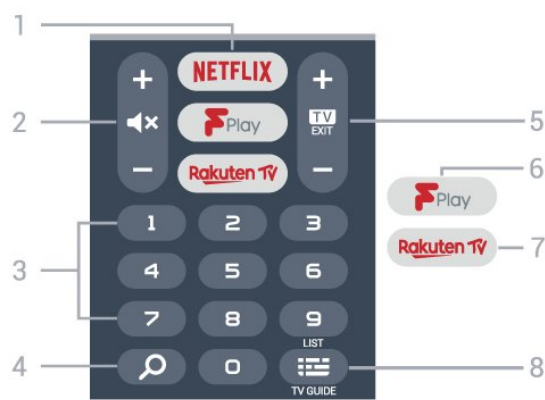 1
NETFLIX
+ +
2
F Play
TV
EXIT
5
- Rakuten TV -
6
F Play
1 2 3
Rakuten TV
7
3
4 5 6
7 8 9
LIST
4
0
8
TV GUIDE